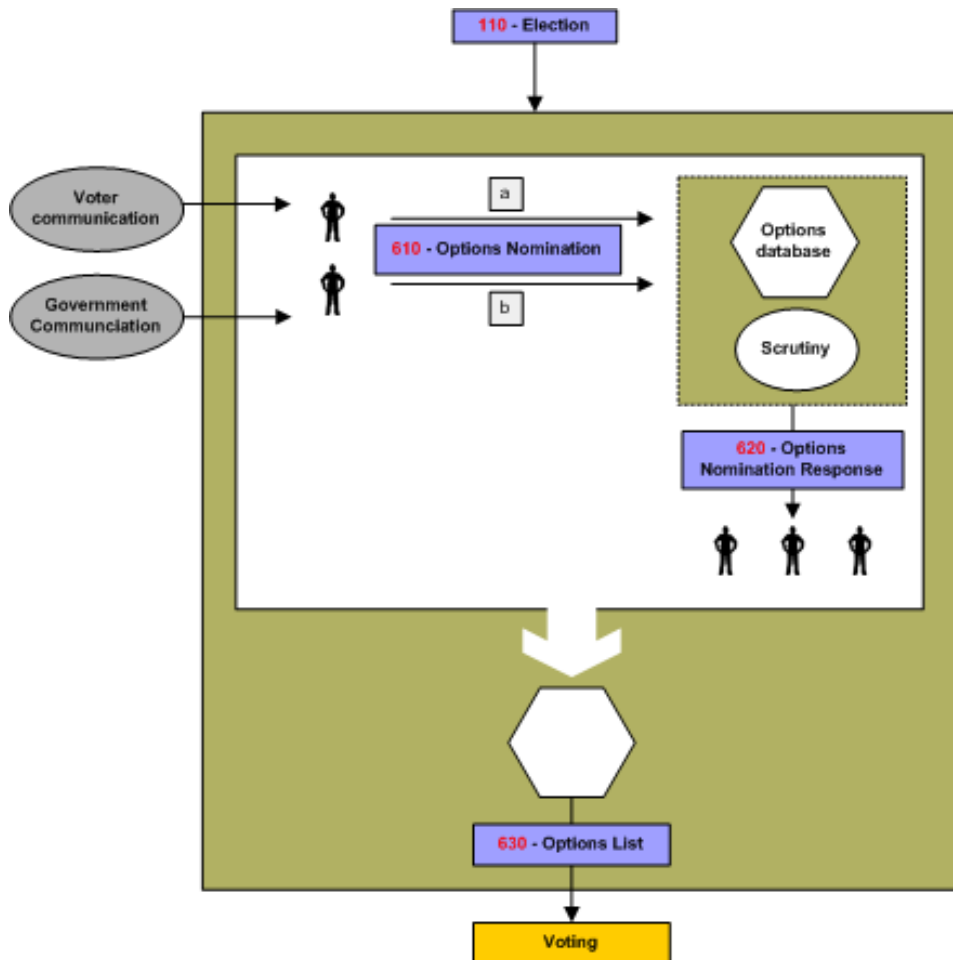 110 - Election
Voter
communication
a
610 - Options Nomination
Options
database
Government
Communciation
b
Scrutiny
620 - Options
Nomination Response
630 - Options List
Voting